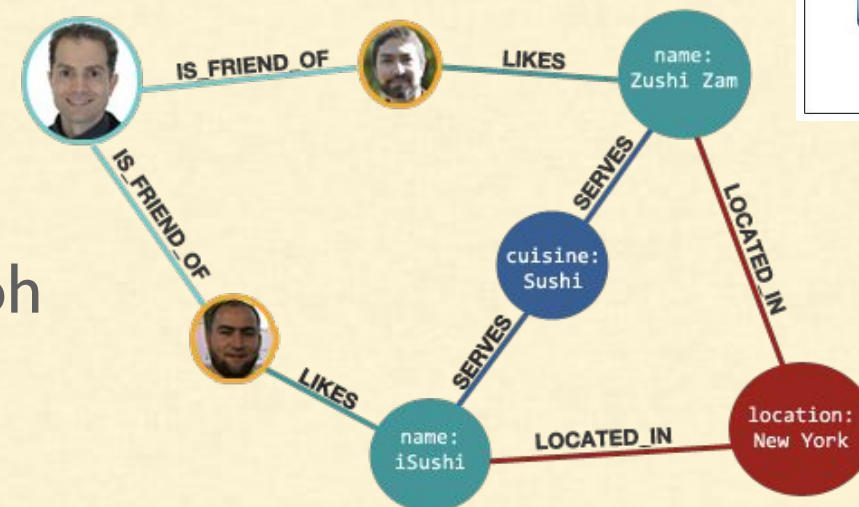 IS_FRIEND_OF
LIKES
name:
Zushi Zam
IS_FRIEND_OF
SERVES
LOCATED_IN
cuisine:
Sushi
ph
SERVES
LIKES
name:
iSushi
LOCATED_IN
location:
New York